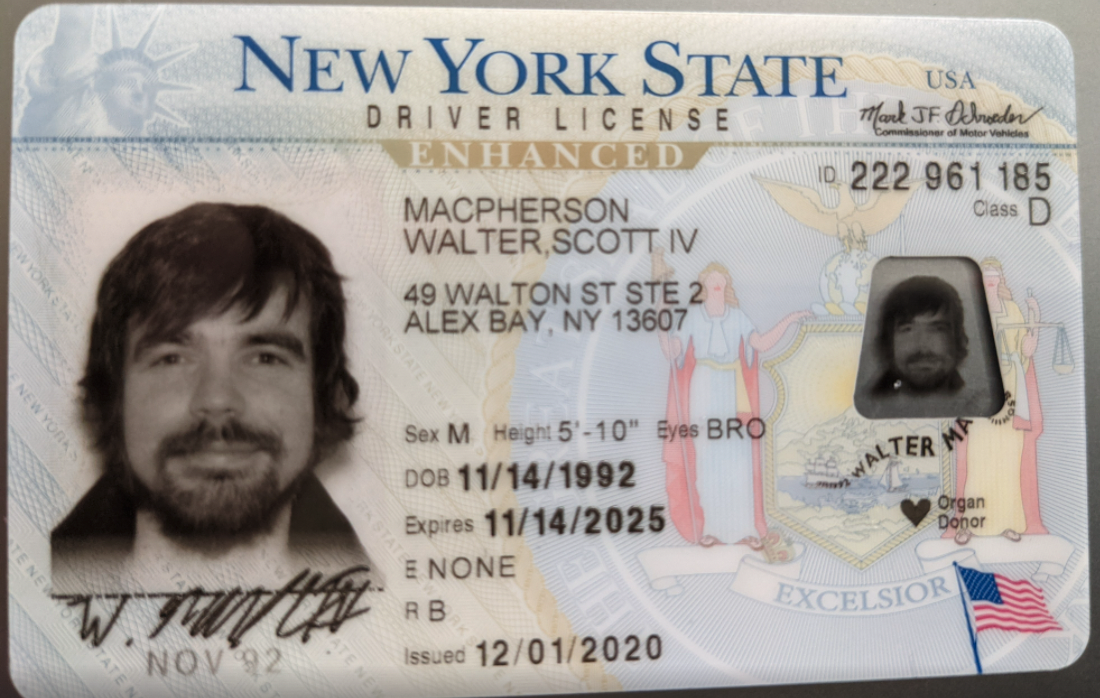 NEW YORK STATE USA
DRIVER LICENSE
Mark JF Schroeder
Commissioner of Motor Vehicles
ENHANCED
ID 222 961 185
Class D
MACPHERSON
WALTER,SCOTT IV
49 WALTON ST STE 2
ALEX BAY, NY 13607
Sex M Height 5'-10" Eyes BRO
DOB 11/14/1992
Expires 11/14/2025
E NONE
R B
Issued 12/01/2020
WALTER MA
Organ
Donor
EXCELSIOR
W.
NOV 92